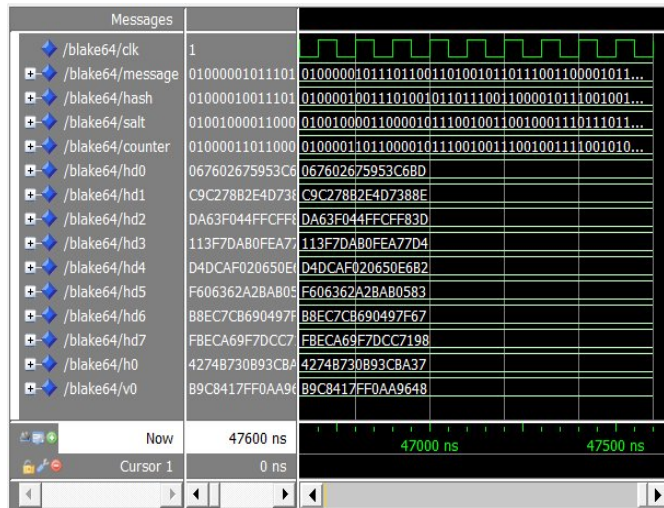 Messages
/blake64/clk 1
/blake64/message 01000001011101 010000010111011001101001011011100110000​1011...
/blake64/hash 01000010011101 0100001001110100101101110011000010111001001...
/blake64/salt 01001000011000 0100100001100001011100100110010001110111011...
/blake64/counter 01000011011000 0100001101100001011100100111001001111001010...
/blake64/hd0 067602675953C6 067602675953C6BD
/blake64/hd1 C9C278B2E4D738 C9C278B2E4D7388E
/blake64/hd2 DA63F044FFCFF8 DA63F044FFCFF83D
/blake64/hd3 113F7DAB0FEA77 113F7DAB0FEA77D4
/blake64/hd4 D4DCAF020650E6 D4DCAF020650E6B2
/blake64/hd5 F606362A2BAB05 F606362A2BAB0583
/blake64/hd6 B8EC7CB690497F B8EC7CB690497F67
/blake64/hd7 FBECA69F7DCC7 FBECA69F7DCC7198
/blake64/h0 4274B730B93CBA 4274B730B93CBA37
/blake64/v0 B9C8417FF0AA96 B9C8417FF0AA9648
Now 47600 ns 47000 ns 47500 ns
Cursor 1 0 ns